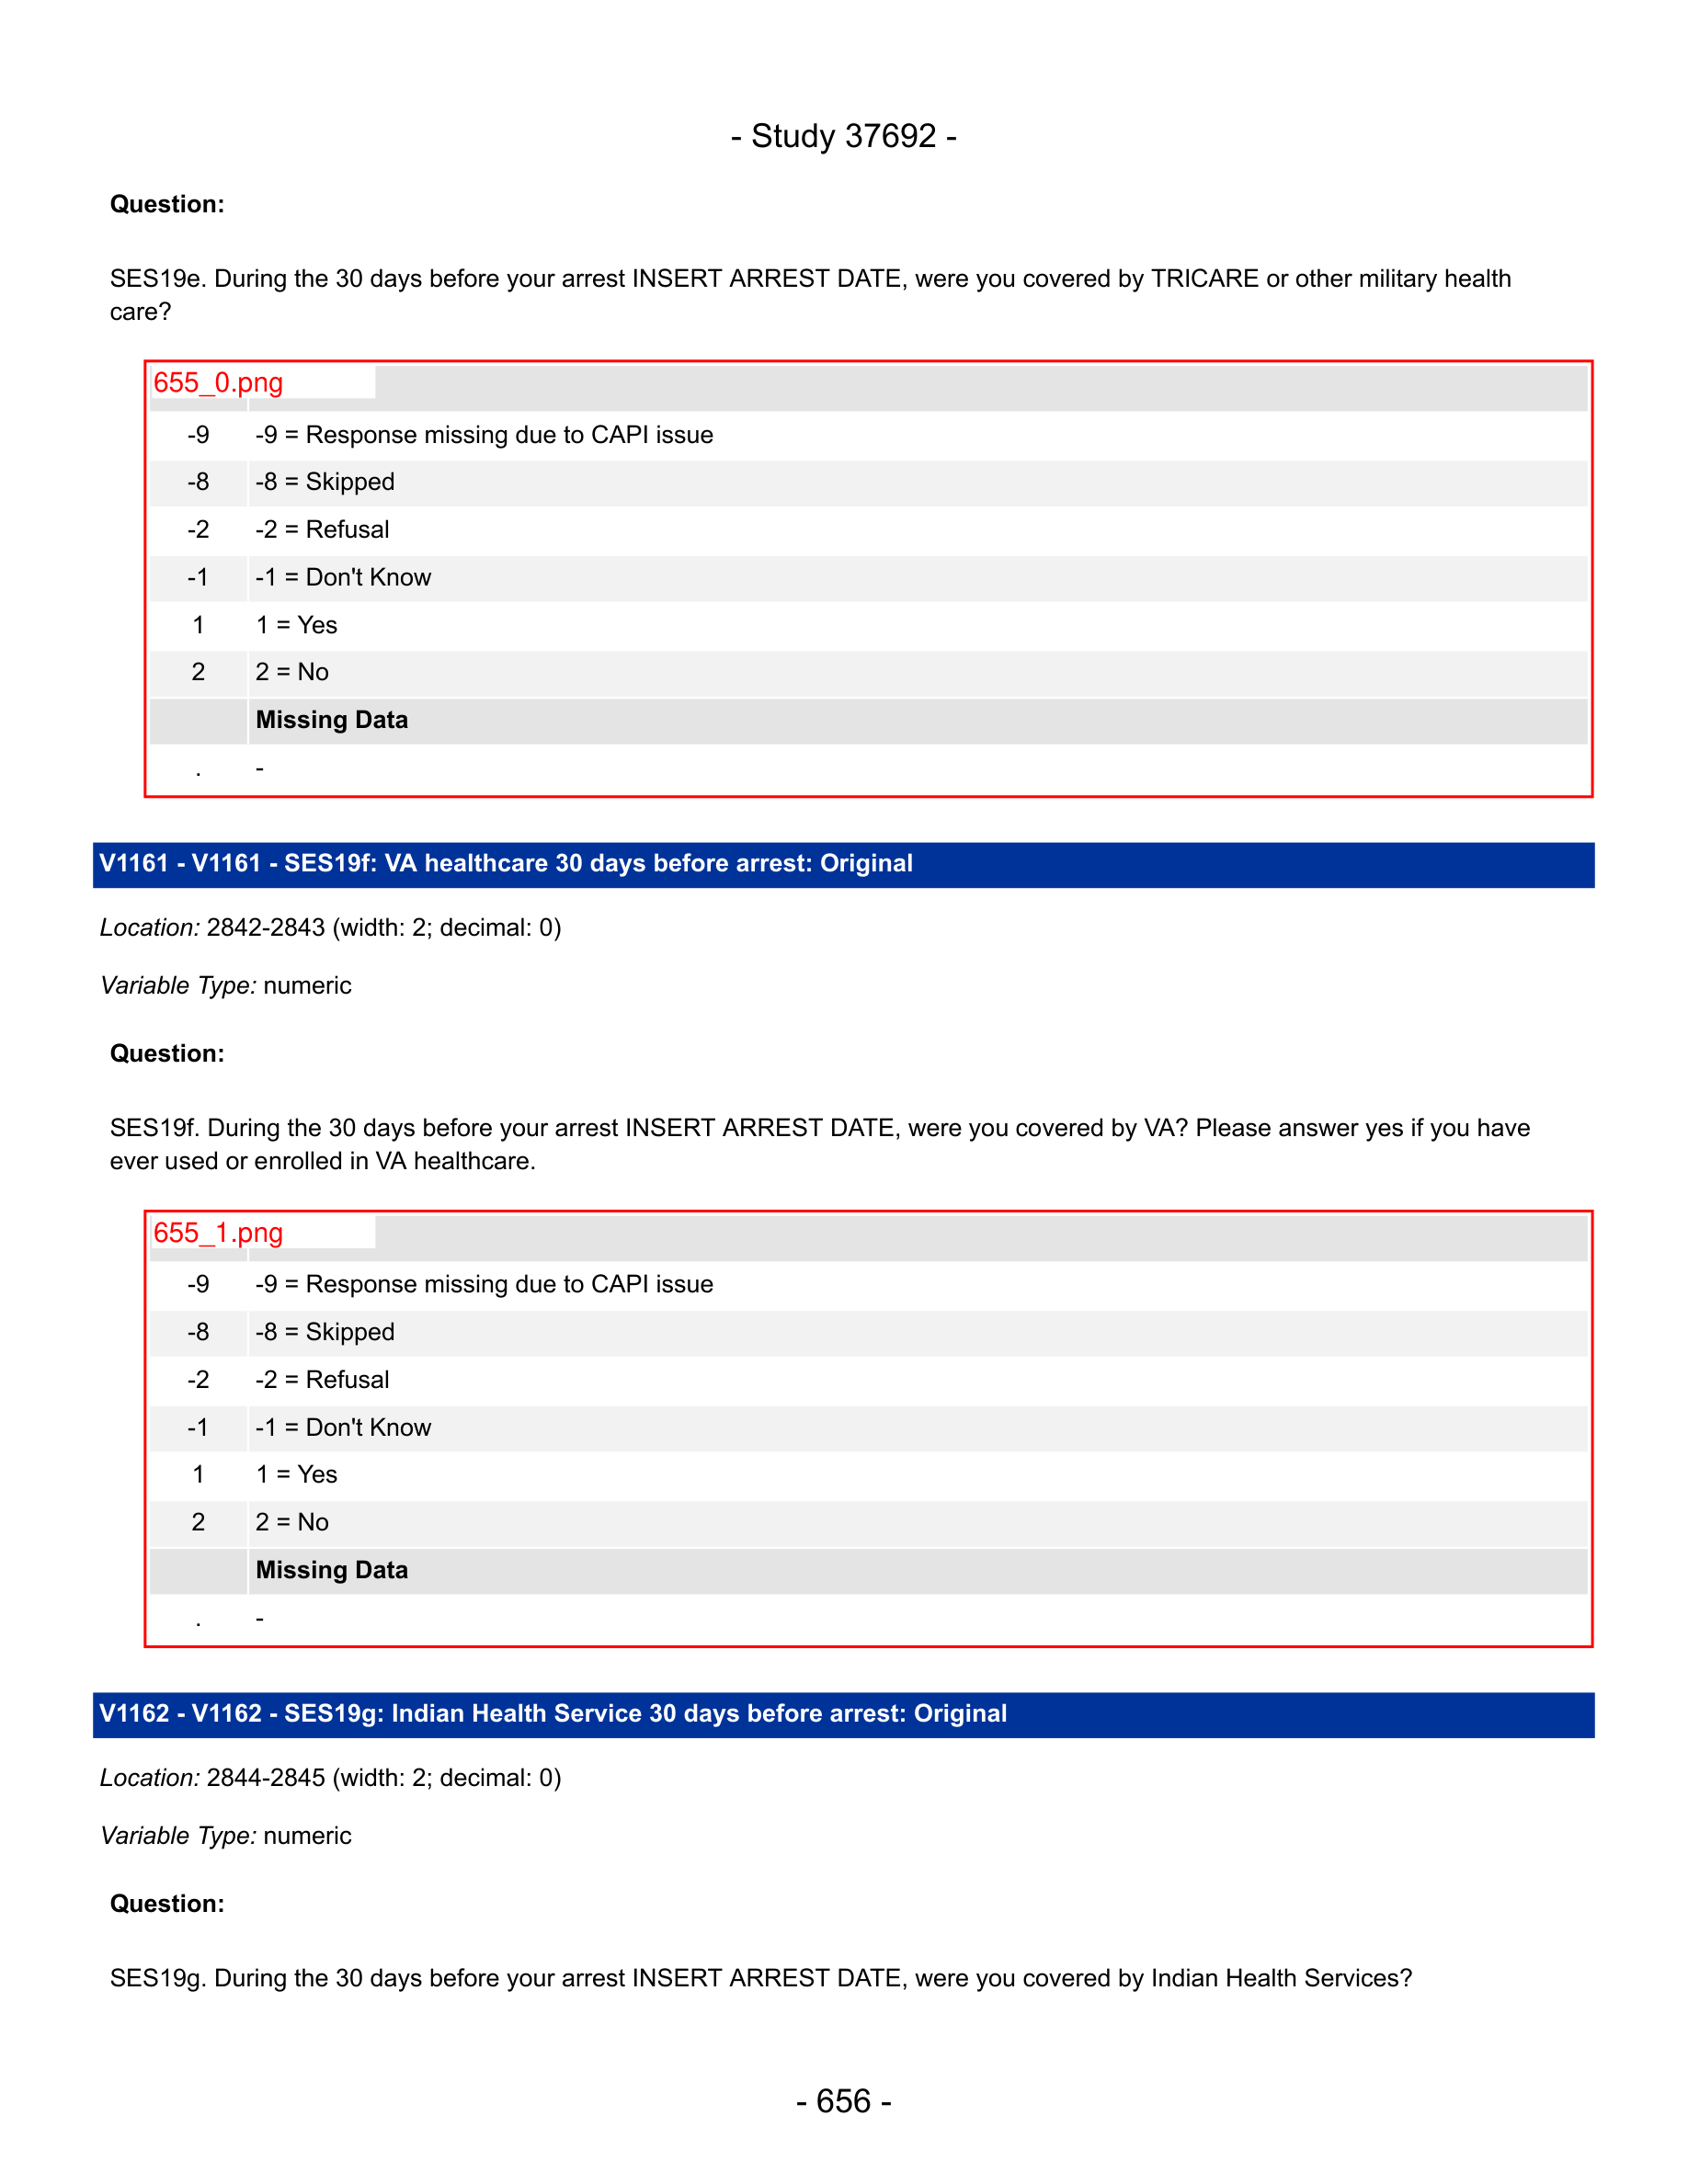 - Study 37692 -
Question:
SES19e. During the 30 days before your arrest INSERT ARREST DATE, were you covered by TRICARE or other military health
care?
655_0.png
-9 -9 = Response missing due to CAPI issue
-8 -8 = Skipped
-2 -2 = Refusal
-1 -1 = Don't Know
1 1 = Yes
2 2 = No
Missing Data
. -
V1161 - V1161 - SES19f: VA healthcare 30 days before arrest: Original
Location: 2842-2843 (width: 2; decimal: 0)
Variable Type: numeric
Question:
SES19f. During the 30 days before your arrest INSERT ARREST DATE, were you covered by VA? Please answer yes if you have
ever used or enrolled in VA healthcare.
655_1.png
-9 -9 = Response missing due to CAPI issue
-8 -8 = Skipped
-2 -2 = Refusal
-1 -1 = Don't Know
1 1 = Yes
2 2 = No
Missing Data
. -
V1162 - V1162 - SES19g: Indian Health Service 30 days before arrest: Original
Location: 2844-2845 (width: 2; decimal: 0)
Variable Type: numeric
Question:
SES19g. During the 30 days before your arrest INSERT ARREST DATE, were you covered by Indian Health Services?
- 656 -